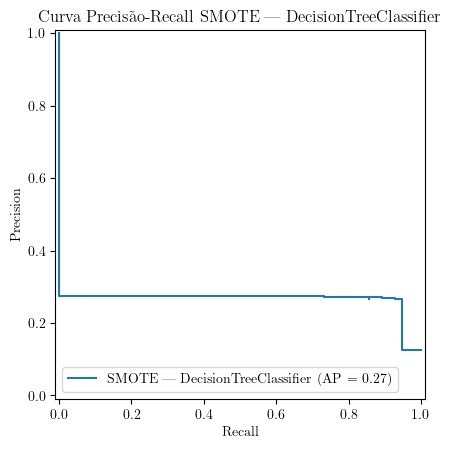 Curva Precisão-Recall SMOTE — DecisionTreeClassifier
1.0
0.8
0.6
0.4
0.2
0.0
Precision
SMOTE — DecisionTreeClassifier (AP = 0.27)
0.0 0.2 0.4 0.6 0.8 1.0
Recall